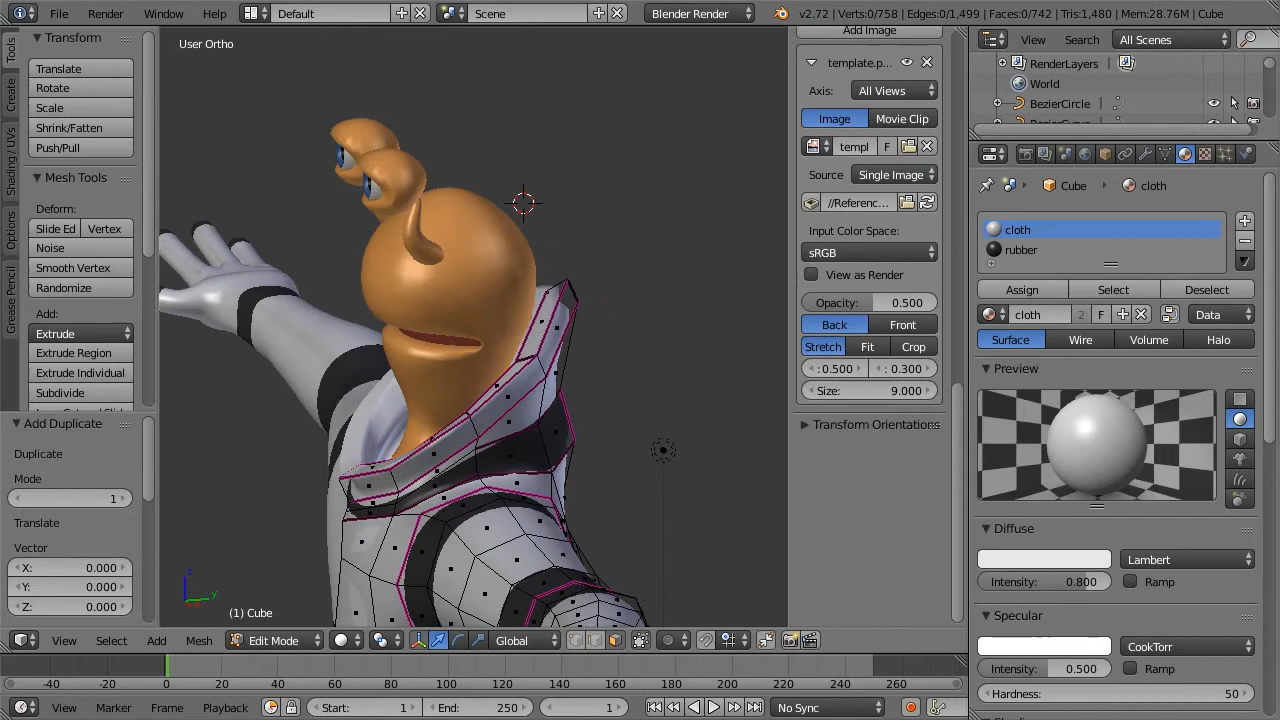 File Render Window Help Default Scene Blender Render v2.72 | Verts:0/758 | Edges:0/1,499 | Faces:0/742 | Tris:1,480 | Mem:28.76M | Cube
Tools
Create
Shading / UVs
Options
Grease Pencil
Transform
Translate
Rotate
Scale
Shrink/Fatten
Push/Pull
Mesh Tools
Deform:
Slide Ed Vertex
Noise
Smooth Vertex
Randomize
Add:
Extrude
Extrude Region
Extrude Individual
Subdivide
Add Duplicate
Duplicate
Mode
1
Translate
Vector
X: 0.000
Y: 0.000
Z: 0.000
User Ortho
z
y
(1) Cube
Add Image
template.p...
Axis: All Views
Image Movie Clip
templ F
Source Single Image
//Referenc...
Input Color Space:
sRGB
View as Render
Opacity: 0.500
Back Front
Stretch Fit Crop
: 0.500 : 0.300
Size: 9.000
Transform Orientations
View Search All Scenes
RenderLayers
World
BezierCircle
Cube cloth
cloth
rubber
Assign Select Deselect
cloth 2 F Data
Surface Wire Volume Halo
Preview
Diffuse
Lambert
Intensity: 0.800 Ramp
Specular
CookTorr
Intensity: 0.500 Ramp
Hardness: 50
View Select Add Mesh Edit Mode Global
-40 -20 0 20 40 60 80 100 120 140 160 180 200 220 240 260
View Marker Frame Playback Start: 1 End: 250 1 No Sync